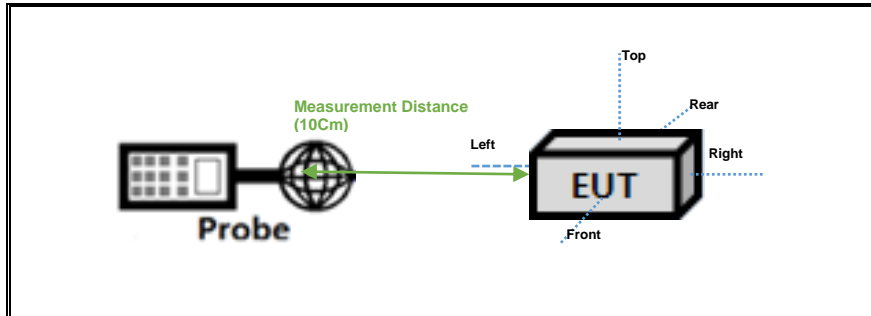 Top
Rear
Measurement Distance
(10Cm)
Left
Right
EUT
Probe
Front